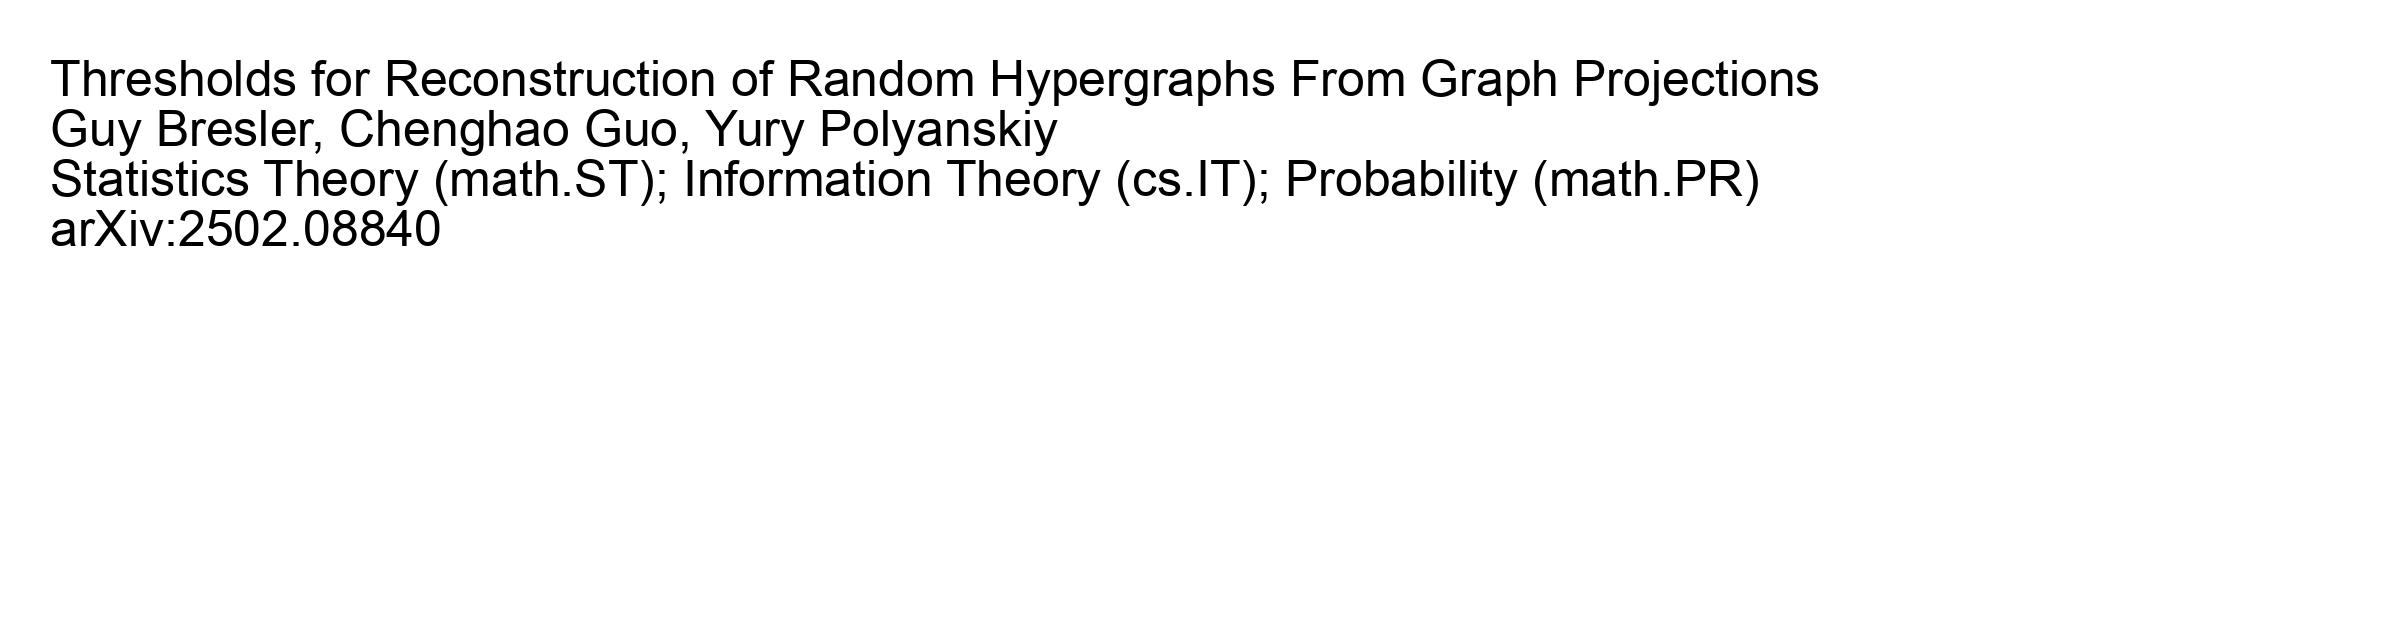 Thresholds for Reconstruction of Random Hypergraphs From Graph Projections
Guy Bresler, Chenghao Guo, Yury Polyanskiy
Statistics Theory (math.ST); Information Theory (cs.IT); Probability (math.PR)
arXiv:2502.08840